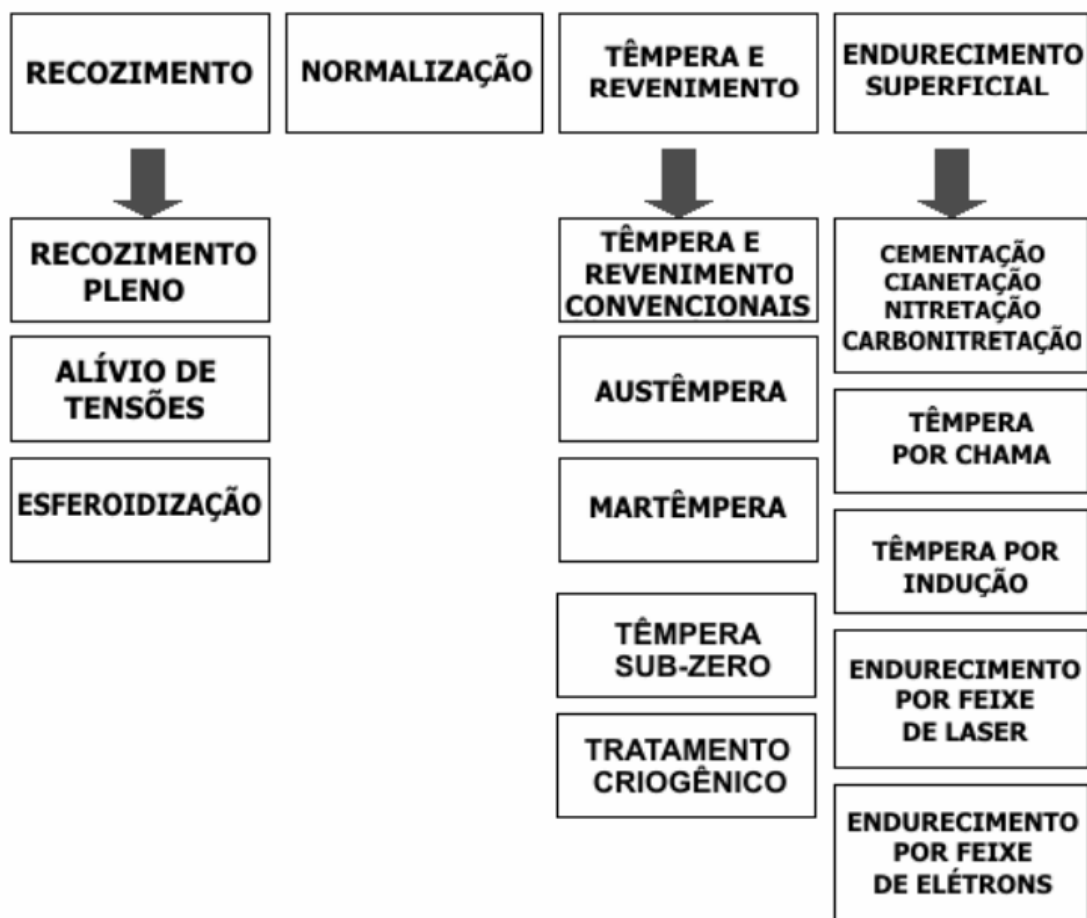 RECOZIMENTO
NORMALIZAÇÃO
TÊMPERA E
REVENIMENTO
ENDURECIMENTO
SUPERFICIAL
RECOZIMENTO
PLENO
ALÍVIO DE
TENSÕES
ESFEROIDIZAÇÃO
TÊMPERA E
REVENIMENTO
CONVENCIONAIS
AUSTÊMPERA
MARTÊMPERA
TÊMPERA
SUB-ZERO
TRATAMENTO
CRIOGÊNICO
CEMENTAÇÃO
CIANETAÇÃO
NITRETAÇÃO
CARBONITRETAÇÃO
TÊMPERA
POR CHAMA
TÊMPERA POR
INDUÇÃO
ENDURECIMENTO
POR FEIXE
DE LASER
ENDURECIMENTO
POR FEIXE
DE ELÉTRONS